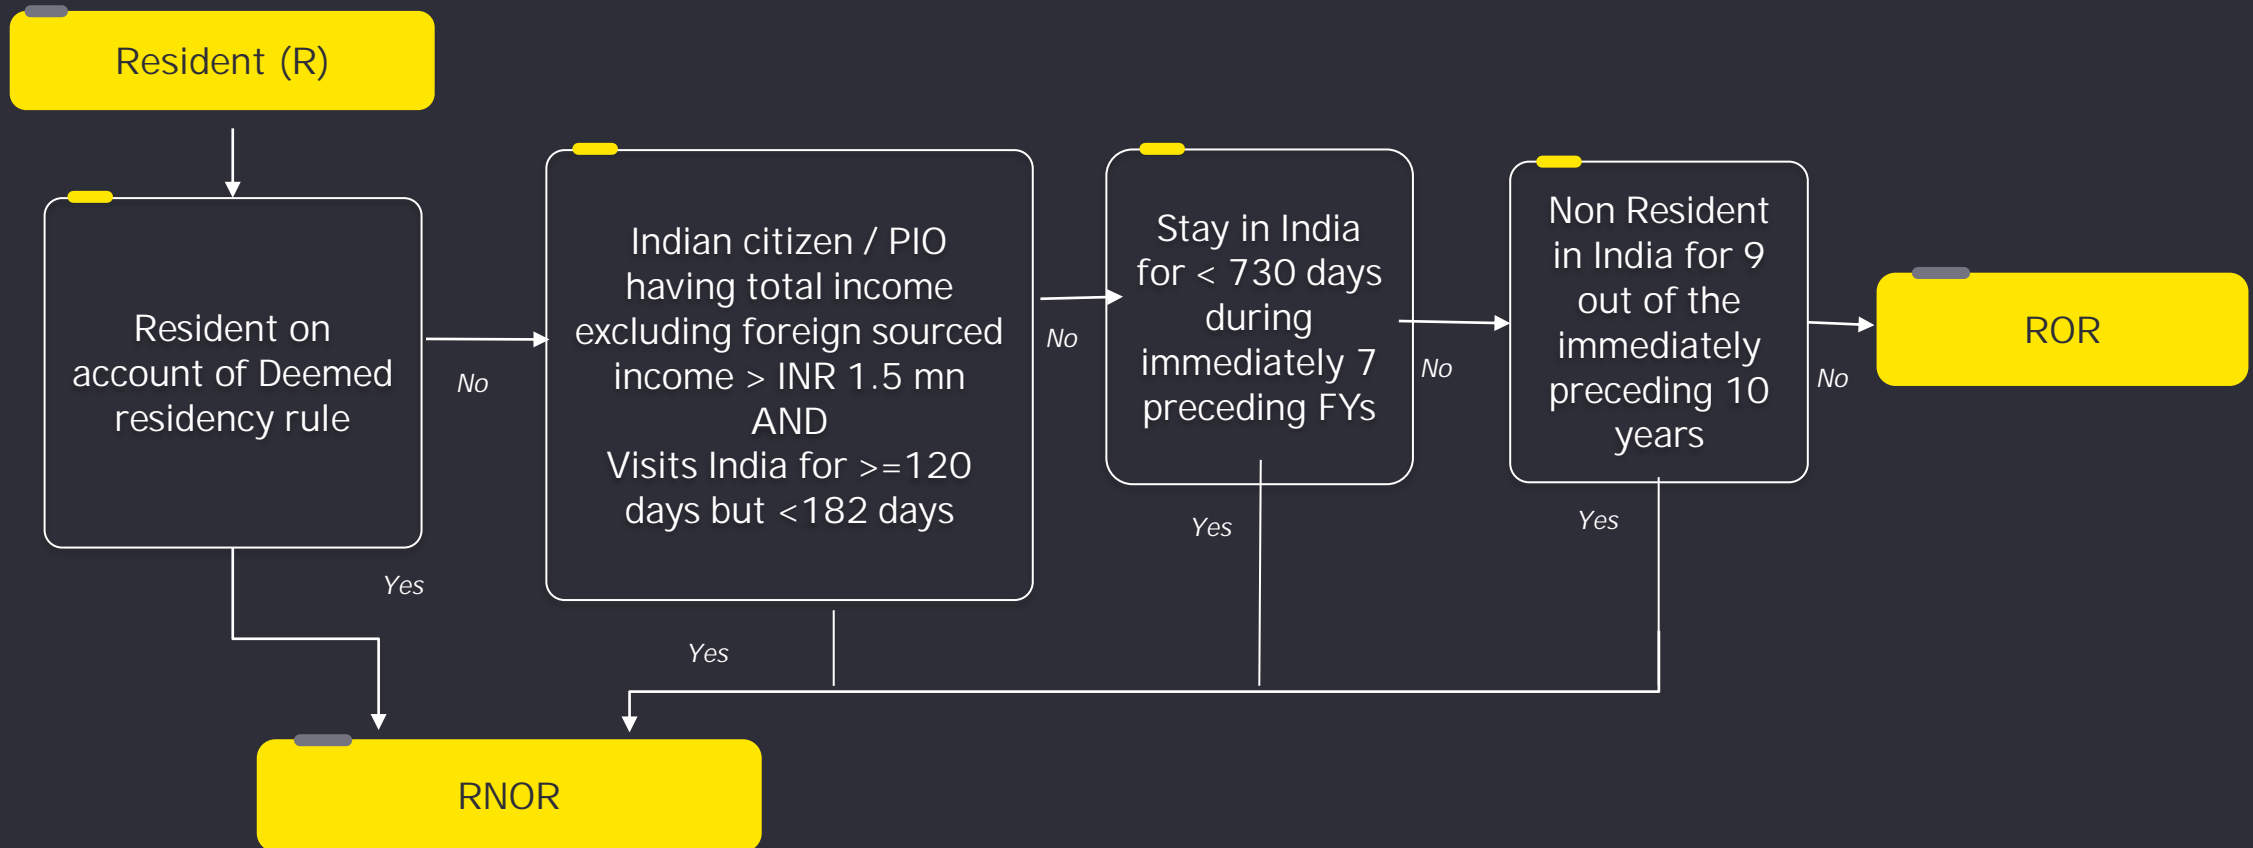 Resident (R)
Resident on
account of Deemed
residency rule
No
Yes
Indian citizen / PIO
having total income
excluding foreign sourced
income > INR 1.5 mn
AND
Visits India for >=120
days but <182 days
No
Yes
Stay in India
for < 730 days
during
immediately 7
preceding FYs
No
Yes
Non Resident
in India for 9
out of the
immediately
preceding 10
years
No
Yes
ROR
RNOR